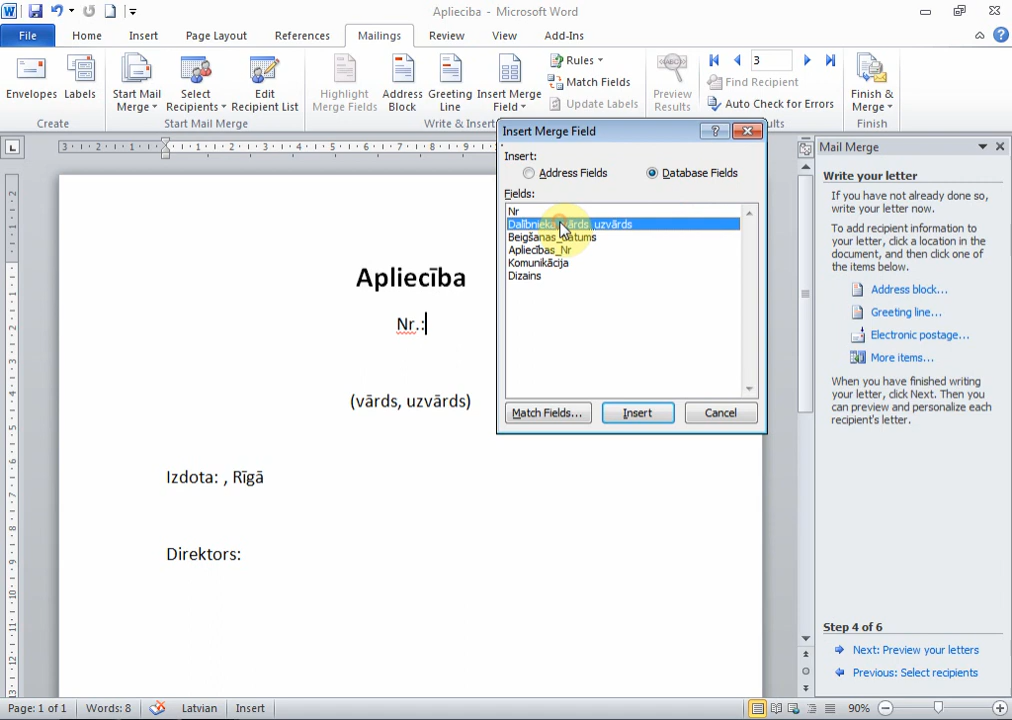 Aplieciba - Microsoft Word
File Home Insert Page Layout References Mailings Review View Add-Ins
Envelopes Labels
Create
Start Mail Merge Select Recipients Edit Recipient List
Start Mail Merge
Highlight Merge Fields Address Block Greeting Line Insert Merge Field
Rules
Match Fields
Update Labels
Write & Insert
Preview Results
3
Find Recipient
Auto Check for Errors
Finish & Merge
Finish
Insert Merge Field
Insert:
Address Fields Database Fields
Fields:
Nr
uzvārds
Beigšanas_datums
Apliecības_Nr
Komunikācija
Dizains
Match Fields... Insert Cancel
Apliecība
Nr.:
(vārds, uzvārds)
Izdota: , Rīgā
Direktors:
Mail Merge
Write your letter
If you have not already done so,
write your letter now.
To add recipient information to
your letter, click a location in the
document, and then click one of
the items below.
Address block...
Greeting line...
Electronic postage...
More items...
When you have finished writing
your letter, click Next. Then you
can preview and personalize each
recipient's letter.
Step 4 of 6
Next: Preview your letters
Previous: Select recipients
Page: 1 of 1 Words: 8 Latvian Insert 90%